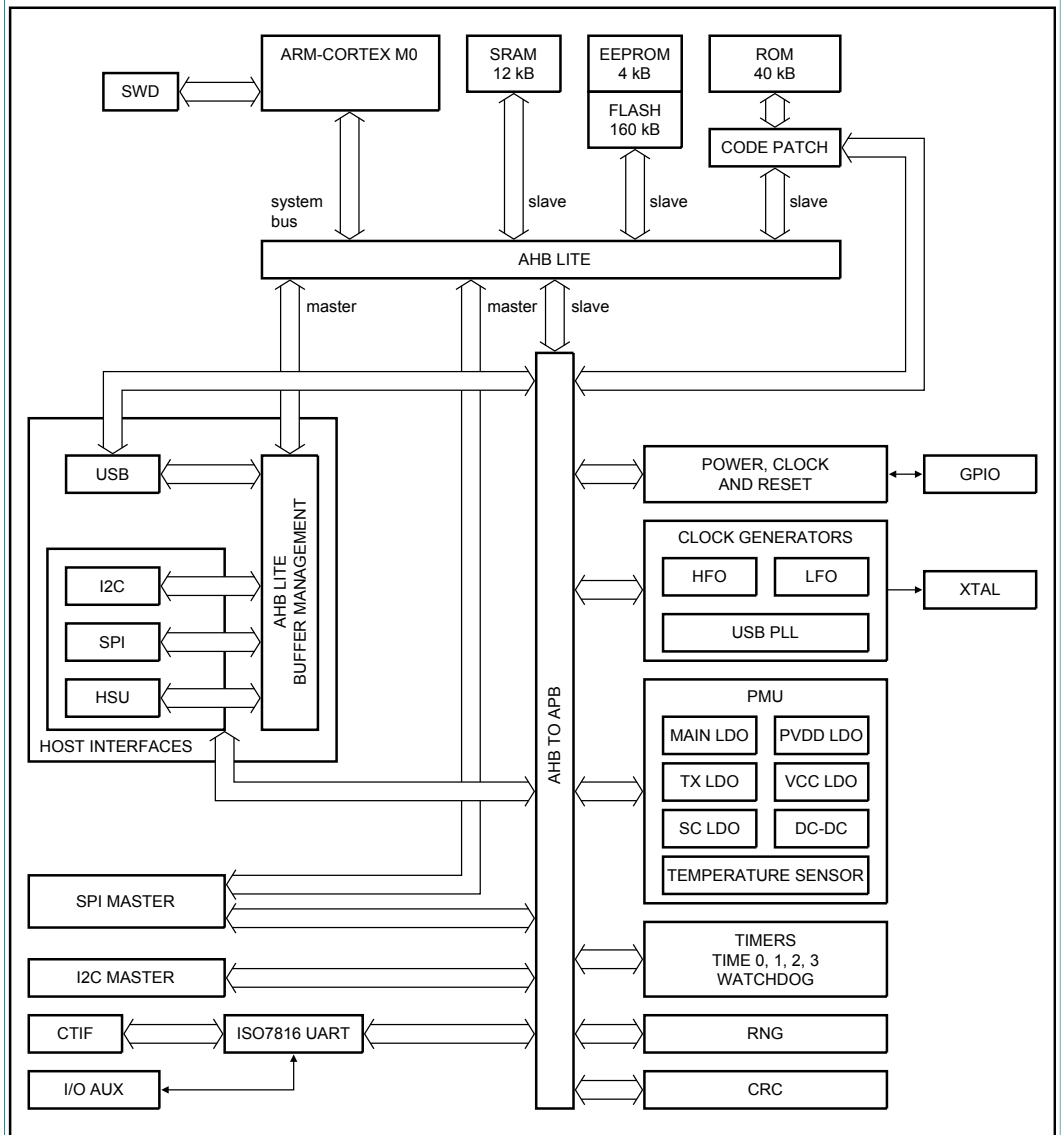 ARM-CORTEX M0
SRAM
12 kB
EEPROM
4 kB
ROM
40 kB
SWD
FLASH
160 kB
CODE PATCH
system
bus
slave
slave
slave
AHB LITE
master
master
slave
USB
POWER, CLOCK
AND RESET
GPIO
CLOCK GENERATORS
HFO
LFO
USB PLL
XTAL
I2C
SPI
HSU
AHB LITE
BUFFER MANAGEMENT
HOST INTERFACES
AHB TO APB
PMU
MAIN LDO
PVDD LDO
TX LDO
VCC LDO
SC LDO
DC-DC
TEMPERATURE SENSOR
SPI MASTER
TIMERS
TIME 0, 1, 2, 3
WATCHDOG
I2C MASTER
CTIF
ISO7816 UART
RNG
I/O AUX
CRC